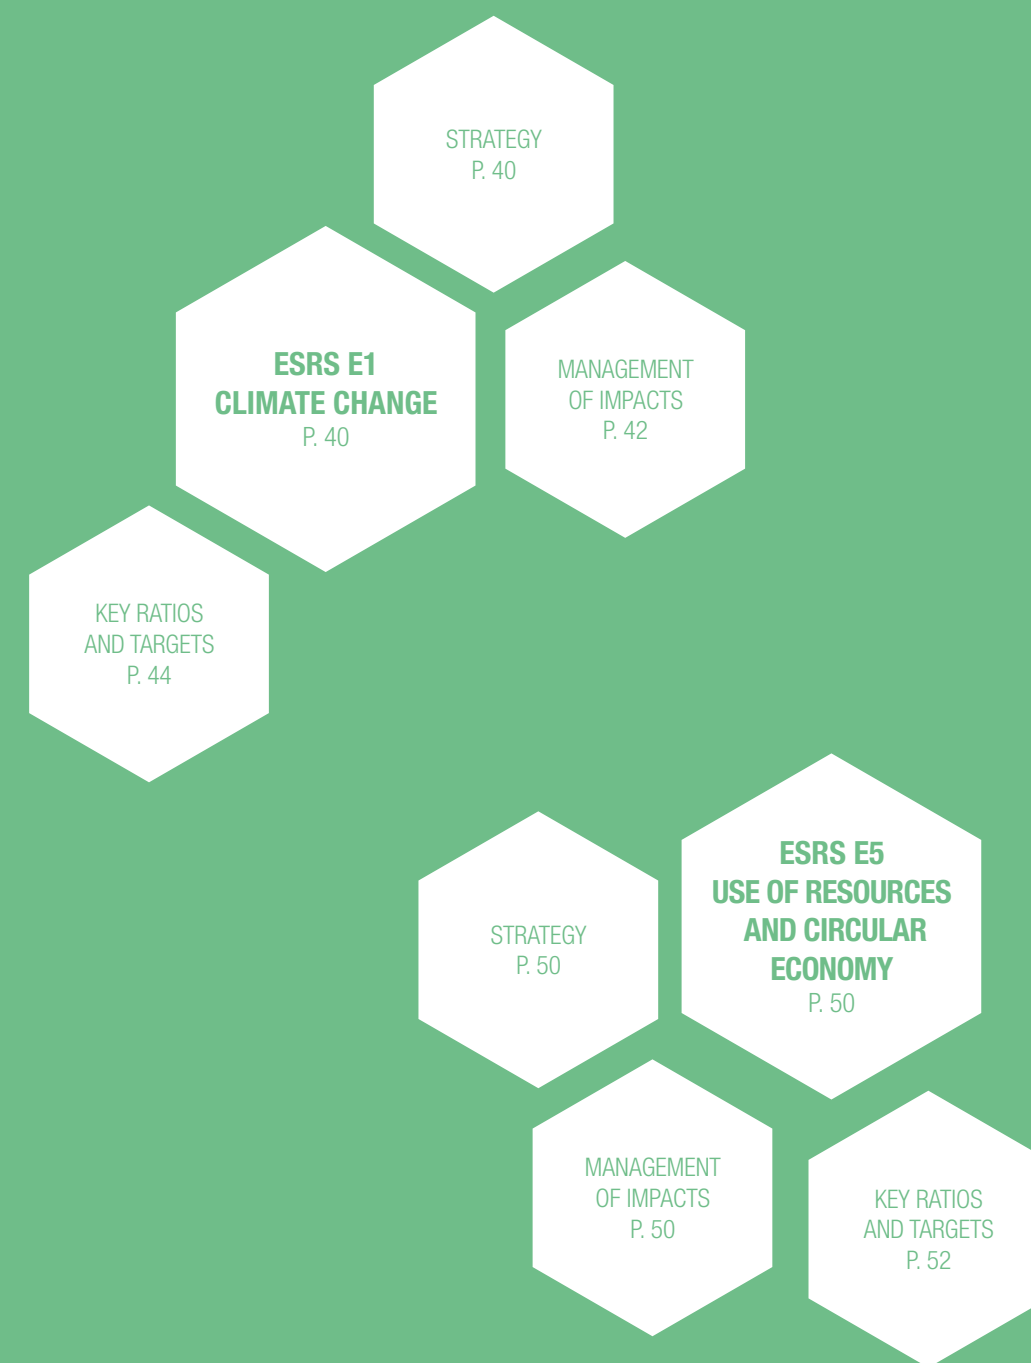 STRATEGY
P. 40
ESRS E1
CLIMATE CHANGE
P. 40
MANAGEMENT
OF IMPACTS
P. 42
KEY RATIOS
AND TARGETS
P. 44
ESRS E5
USE OF RESOURCES
AND CIRCULAR
ECONOMY
P. 50
STRATEGY
P. 50
MANAGEMENT
OF IMPACTS
P. 50
KEY RATIOS
AND TARGETS
P. 52